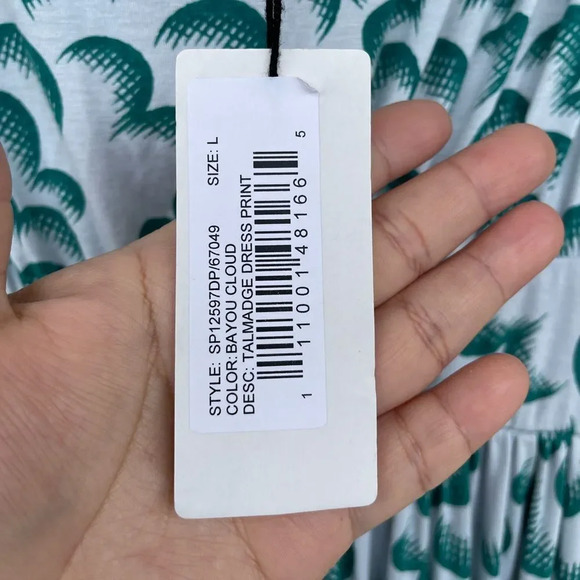 STYLE: SP12597DP/67049 SIZE: L
COLOR: BAYOU CLOUD
DESC: TALMADGE DRESS PRINT
1 11001 48166 5